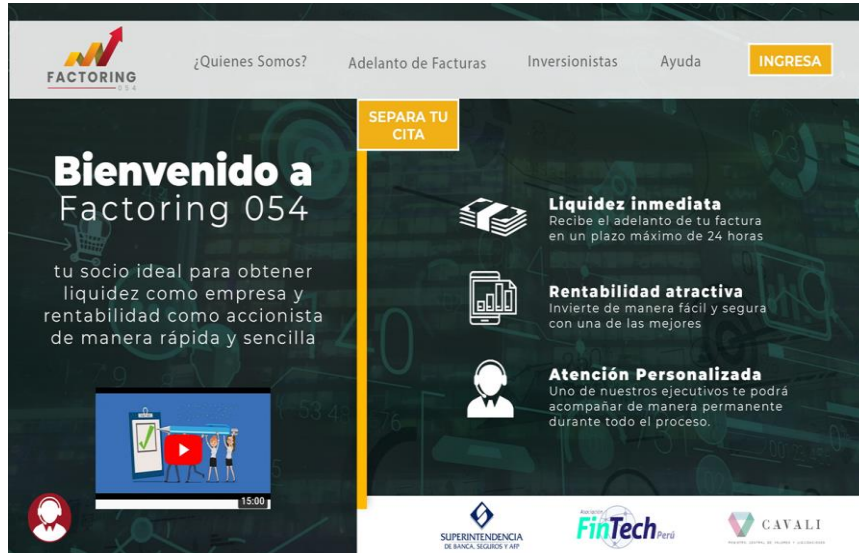 FACTORING
054
¿Quienes Somos?
Adelanto de Facturas
Inversionistas
Ayuda
INGRESA
SEPARA TU
CITA
Bienvenido a
Factoring 054
tu socio ideal para obtener
liquidez como empresa y
rentabilidad como accionista
de manera rápida y sencilla
15:00
Liquidez inmediata
Recibe el adelanto de tu factura
en un plazo máximo de 24 horas
Rentabilidad atractiva
Invierte de manera fácil y segura
con una de las mejores
Atención Personalizada
Uno de nuestros ejecutivos te podrá
acompañar de manera permanente
durante todo el proceso.
SUPERINTENDENCIA
DE BANCA, SEGUROS Y AFP
Asociación
FinTech Perú
CAVALI